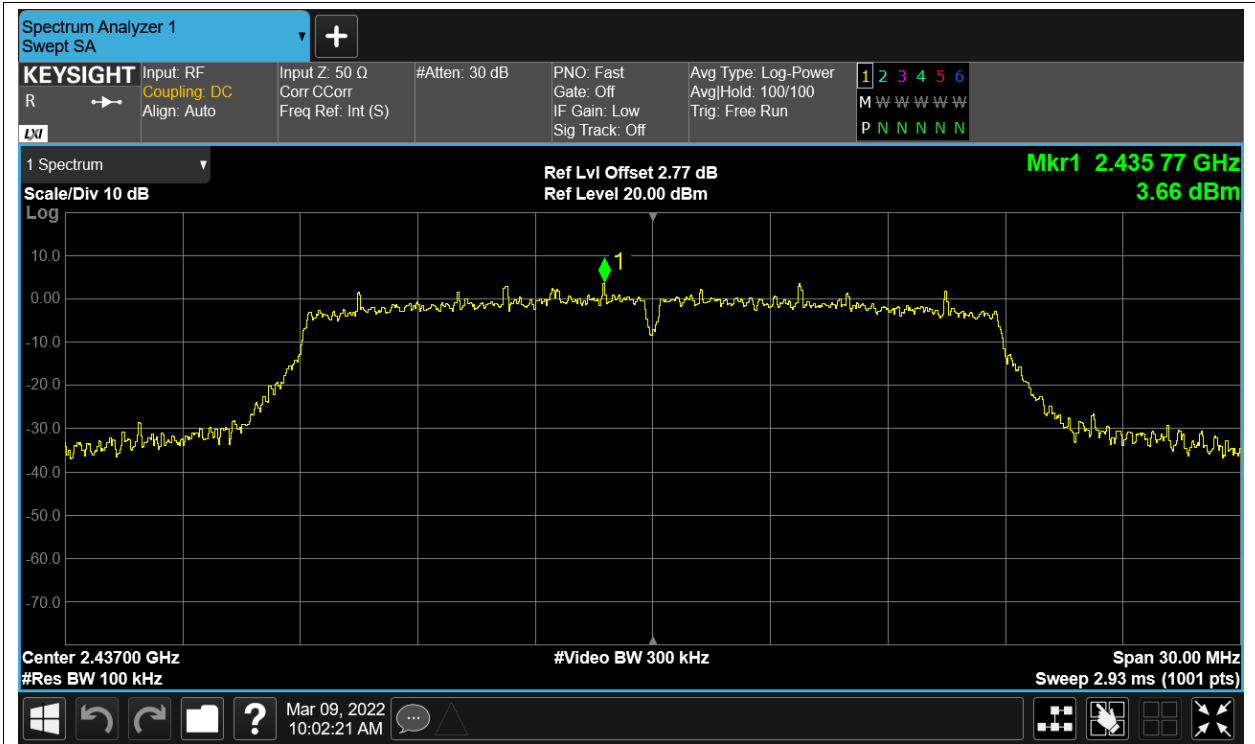 Spectrum Analyzer 1
Swept SA
KEYSIGHT
R
LXI
Input: RF
Coupling: DC
Align: Auto
Input Z: 50 Ω
Corr CCorr
Freq Ref: Int (S)
#Atten: 30 dB
PNO: Fast
Gate: Off
IF Gain: Low
Sig Track: Off
Avg Type: Log-Power
Avg|Hold: 100/100
Trig: Free Run
1 2 3 4 5 6
M W W W W W
P N N N N N
1 Spectrum
Scale/Div 10 dB
Log
Ref Lvl Offset 2.77 dB
Ref Level 20.00 dBm
Mkr1 2.435 77 GHz
3.66 dBm
1
10.0
0.00
-10.0
-20.0
-30.0
-40.0
-50.0
-60.0
-70.0
Center 2.43700 GHz
#Res BW 100 kHz
#Video BW 300 kHz
Span 30.00 MHz
Sweep 2.93 ms (1001 pts)
?
Mar 09, 2022
10:02:21 AM